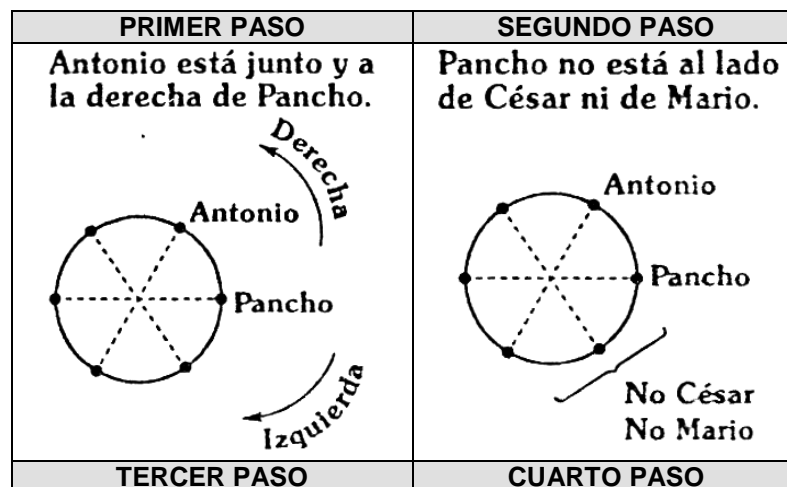 PRIMER PASO
Antonio está junto y a
la derecha de Pancho.
Derecha
Antonio
Pancho
Izquierda
SEGUNDO PASO
Pancho no está al lado
de César ni de Mario.
Antonio
Pancho
No César
No Mario
TERCER PASO
CUARTO PASO